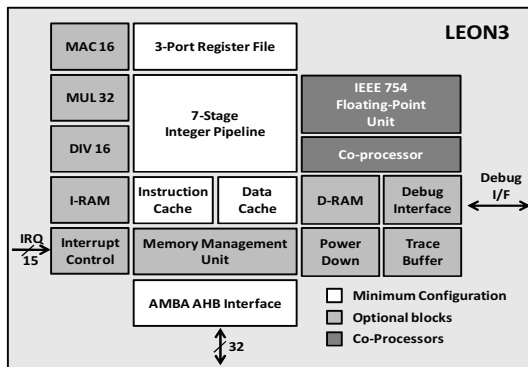 LEON3
MAC 16
3-Port Register File
MUL 32
7-Stage
Integer Pipeline
IEEE 754
Floating-Point
Unit
DIV 16
Co-processor
I-RAM
Instruction
Cache
Data
Cache
D-RAM
Debug
Interface
Debug
I/F
IRQ
15
Interrupt
Control
Memory Management
Unit
Power
Down
Trace
Buffer
AMBA AHB Interface
32
Minimum Configuration
Optional blocks
Co-Processors